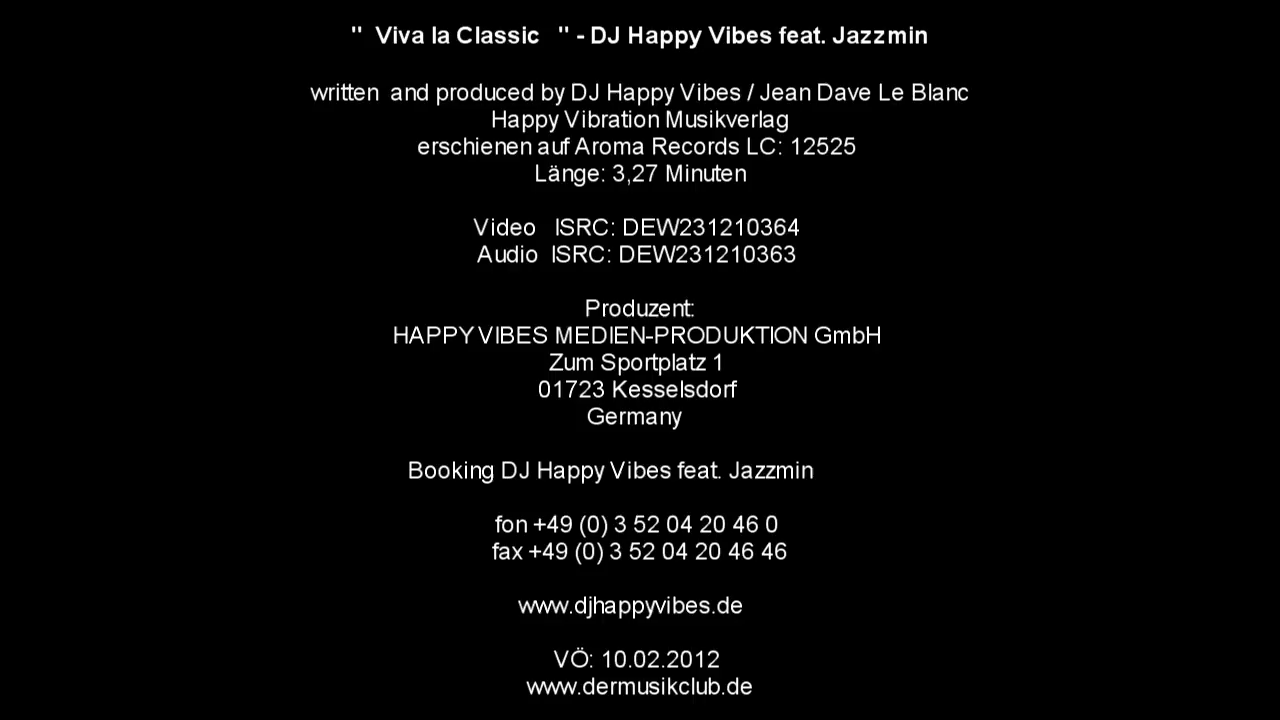 " Viva la Classic " - DJ Happy Vibes feat. Jazzmin
written and produced by DJ Happy Vibes / Jean Dave Le Blanc
Happy Vibration Musikverlag
erschienen auf Aroma Records LC: 12525
Länge: 3,27 Minuten
Video ISRC: DEW231210364
Audio ISRC: DEW231210363
Produzent:
HAPPY VIBES MEDIEN-PRODUKTION GmbH
Zum Sportplatz 1
01723 Kesselsdorf
Germany
Booking DJ Happy Vibes feat. Jazzmin
fon +49 (0) 3 52 04 20 46 0
fax +49 (0) 3 52 04 20 46 46
www.djhappyvibes.de
VÖ: 10.02.2012
www.dermusikclub.de